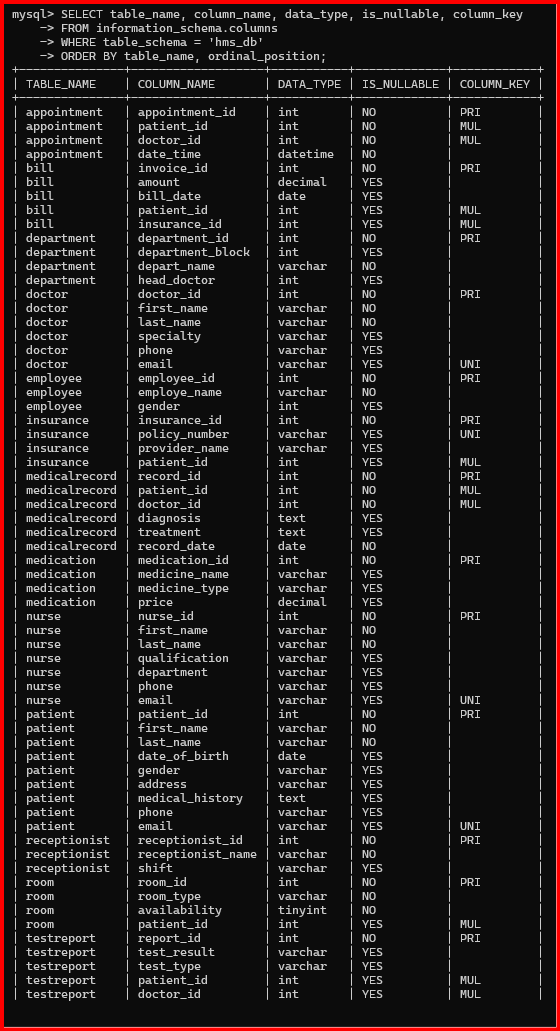 mysql> SELECT table_name, column_name, data_type, is_nullable, column_key
    -> FROM information_schema.columns
    -> WHERE table_schema = 'hms_db'
    -> ORDER BY table_name, ordinal_position;
+---------------+-------------------+-----------+-------------+------------+
| TABLE_NAME    | COLUMN_NAME       | DATA_TYPE | IS_NULLABLE | COLUMN_KEY |
+---------------+-------------------+-----------+-------------+------------+
| appointment   | appointment_id    | int       | NO          | PRI        |
| appointment   | patient_id        | int       | NO          | MUL        |
| appointment   | doctor_id         | int       | NO          | MUL        |
| appointment   | date_time         | datetime  | NO          |            |
| bill          | invoice_id        | int       | NO          | PRI        |
| bill          | amount            | decimal   | YES         |            |
| bill          | bill_date         | date      | YES         |            |
| bill          | patient_id        | int       | YES         | MUL        |
| bill          | insurance_id      | int       | YES         | MUL        |
| department    | department_id     | int       | NO          | PRI        |
| department    | department_block  | int       | YES         |            |
| department    | depart_name       | varchar   | NO          |            |
| department    | head_doctor       | int       | YES         |            |
| doctor        | doctor_id         | int       | NO          | PRI        |
| doctor        | first_name        | varchar   | NO          |            |
| doctor        | last_name         | varchar   | NO          |            |
| doctor        | specialty         | varchar   | YES         |            |
| doctor        | phone             | varchar   | YES         |            |
| doctor        | email             | varchar   | YES         | UNI        |
| employee      | employee_id       | int       | NO          | PRI        |
| employee      | employe_name      | varchar   | NO          |            |
| employee      | gender            | int       | YES         |            |
| insurance     | insurance_id      | int       | NO          | PRI        |
| insurance     | policy_number     | varchar   | YES         | UNI        |
| insurance     | provider_name     | varchar   | YES         |            |
| insurance     | patient_id        | int       | YES         | MUL        |
| medicalrecord | record_id         | int       | NO          | PRI        |
| medicalrecord | patient_id        | int       | NO          | MUL        |
| medicalrecord | doctor_id         | int       | NO          | MUL        |
| medicalrecord | diagnosis         | text      | YES         |            |
| medicalrecord | treatment         | text      | YES         |            |
| medicalrecord | record_date       | date      | NO          |            |
| medication    | medication_id     | int       | NO          | PRI        |
| medication    | medicine_name     | varchar   | YES         |            |
| medication    | medicine_type     | varchar   | YES         |            |
| medication    | price             | decimal   | YES         |            |
| nurse         | nurse_id          | int       | NO          | PRI        |
| nurse         | first_name        | varchar   | NO          |            |
| nurse         | last_name         | varchar   | NO          |            |
| nurse         | qualification     | varchar   | YES         |            |
| nurse         | department        | varchar   | YES         |            |
| nurse         | phone             | varchar   | YES         |            |
| nurse         | email             | varchar   | YES         | UNI        |
| patient       | patient_id        | int       | NO          | PRI        |
| patient       | first_name        | varchar   | NO          |            |
| patient       | last_name         | varchar   | NO          |            |
| patient       | date_of_birth     | date      | YES         |            |
| patient       | gender            | varchar   | YES         |            |
| patient       | address           | varchar   | YES         |            |
| patient       | medical_history   | text      | YES         |            |
| patient       | phone             | varchar   | YES         |            |
| patient       | email             | varchar   | YES         | UNI        |
| receptionist  | receptionist_id   | int       | NO          | PRI        |
| receptionist  | receptionist_name | varchar   | NO          |            |
| receptionist  | shift             | varchar   | YES         |            |
| room          | room_id           | int       | NO          | PRI        |
| room          | room_type         | varchar   | NO          |            |
| room          | availability      | tinyint   | NO          |            |
| room          | patient_id        | int       | YES         | MUL        |
| testreport    | report_id         | int       | NO          | PRI        |
| testreport    | test_result       | varchar   | YES         |            |
| testreport    | test_type         | varchar   | YES         |            |
| testreport    | patient_id        | int       | YES         | MUL        |
| testreport    | doctor_id         | int       | YES         | MUL        |